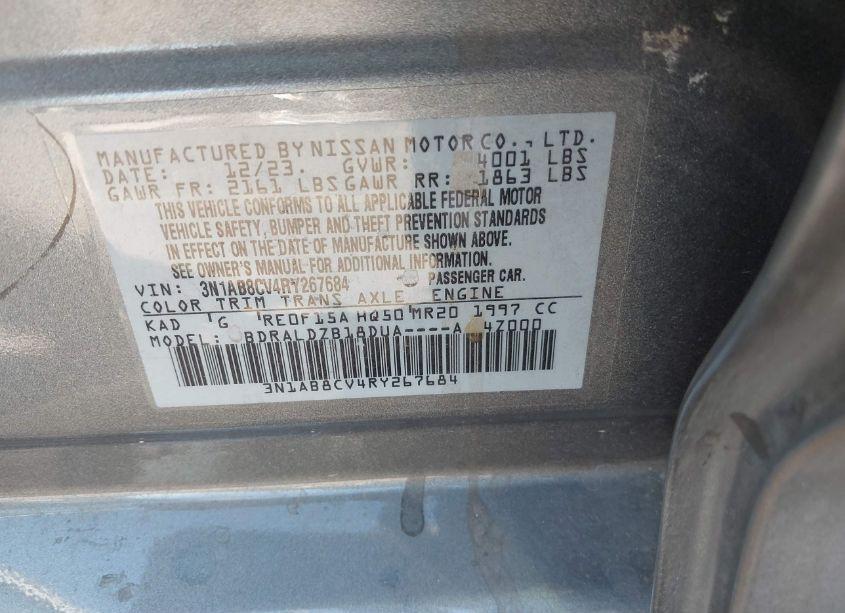 MANUFACTURED BY NISSAN MOTOR CO., LTD.
DATE: 12/23. GVWR: 4001 LBS
GAWR FR: 2161 LBS GAWR RR: 1863 LBS
THIS VEHICLE CONFORMS TO ALL APPLICABLE FEDERAL MOTOR
VEHICLE SAFETY, BUMPER AND THEFT PREVENTION STANDARDS
IN EFFECT ON THE DATE OF MANUFACTURE SHOWN ABOVE.
SEE OWNER'S MANUAL FOR ADDITIONAL INFORMATION.
VIN: 3N1AB8CV4RY267684 PASSENGER CAR.
COLOR TRIM TRANS AXLE ENGINE
KAD G RE0F15A HQ50 MR20 1997 CC
MODEL: BDRALDZB18DUA----A 4Z000
3N1AB8CV4RY267684